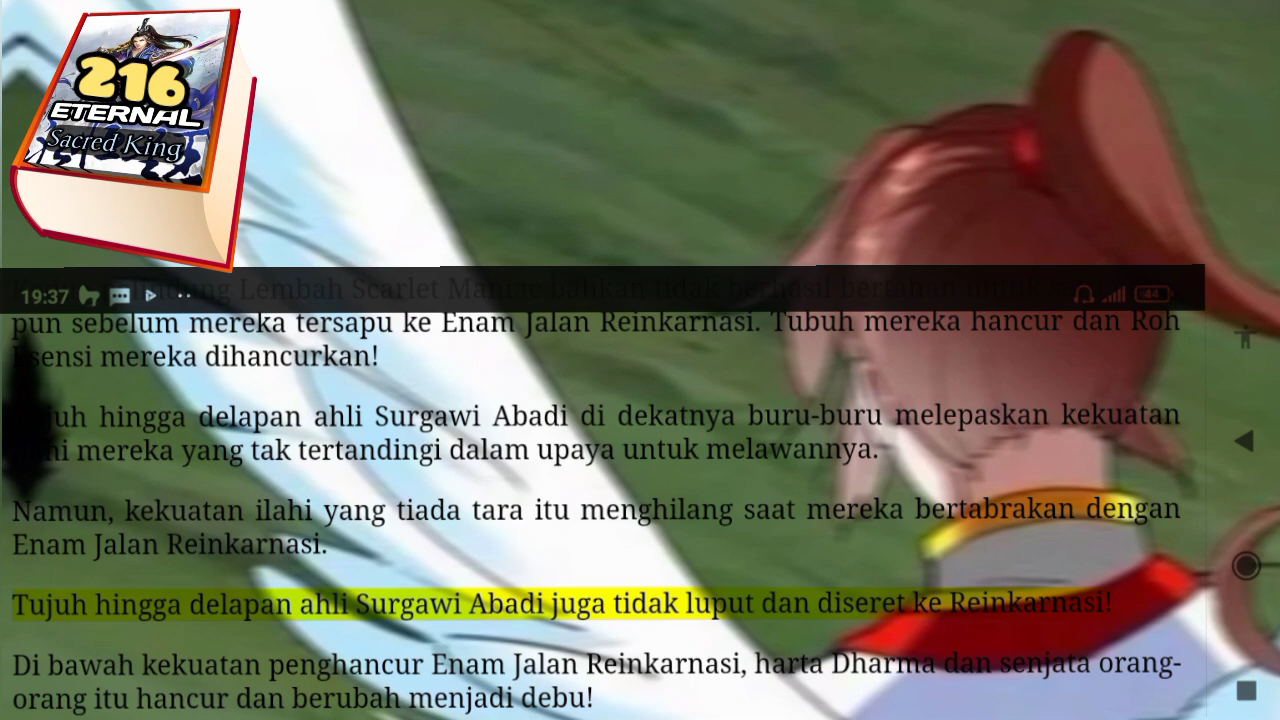 216
ETERNAL
Sacred King
19:37
44
Lembah Scarlet
pun sebelum mereka tersapu ke Enam Jalan Reinkarnasi. Tubuh mereka hancur dan Roh
Esensi mereka dihancurkan!
Tujuh hingga delapan ahli Surgawi Abadi di dekatnya buru-buru melepaskan kekuatan
mereka yang tak tertandingi dalam upaya untuk melawannya.
Namun, kekuatan ilahi yang tiada tara itu menghilang saat mereka bertabrakan dengan
Enam Jalan Reinkarnasi.
Tujuh hingga delapan ahli Surgawi Abadi juga tidak luput dan diseret ke Reinkarnasi!
Di bawah kekuatan penghancur Enam Jalan Reinkarnasi, harta Dharma dan senjata orang-
orang itu hancur dan berubah menjadi debu!